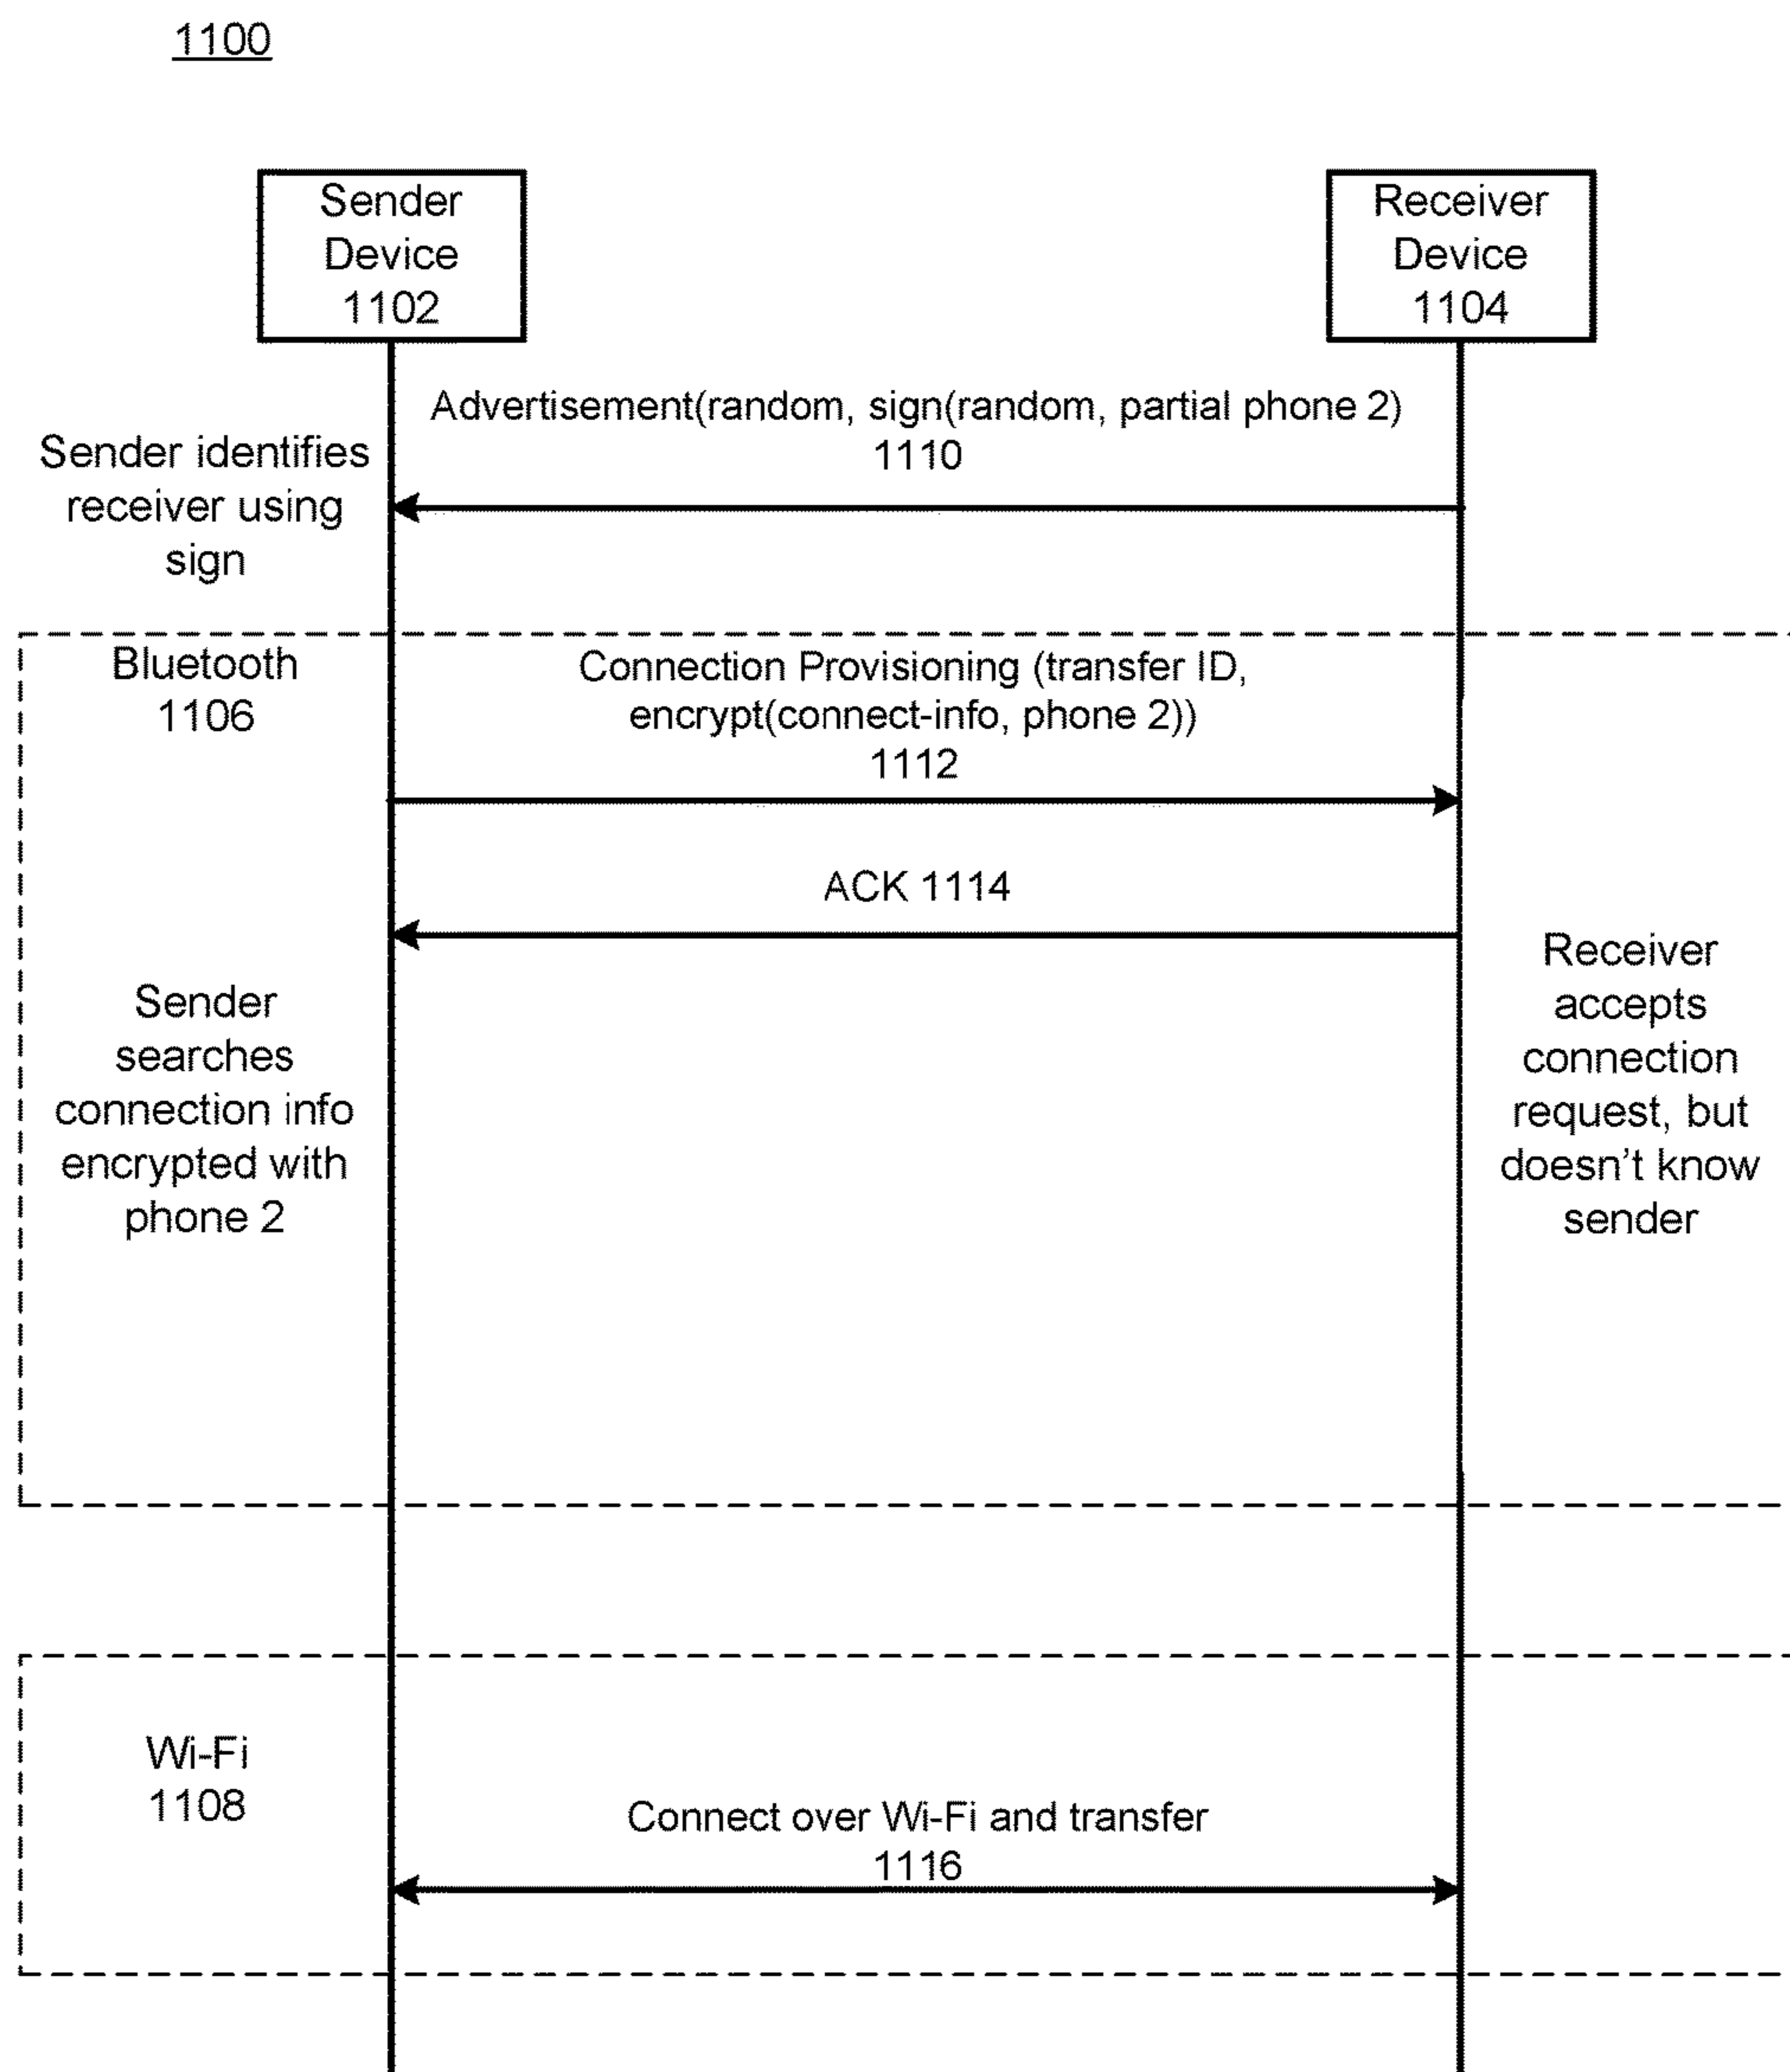 1100
Sender
Device
1102
Receiver
Device
1104
Advertisement(random, sign(random, partial phone 2)
1110
Sender identifies
receiver using
sign
Bluetooth
1106
Connection Provisioning (transfer ID,
encrypt(connect-info, phone 2))
1112
ACK 1114
Sender
searches
connection info
encrypted with
phone 2
Receiver
accepts
connection
request, but
doesn't know
sender
Wi-Fi
1108
Connect over Wi-Fi and transfer
1116